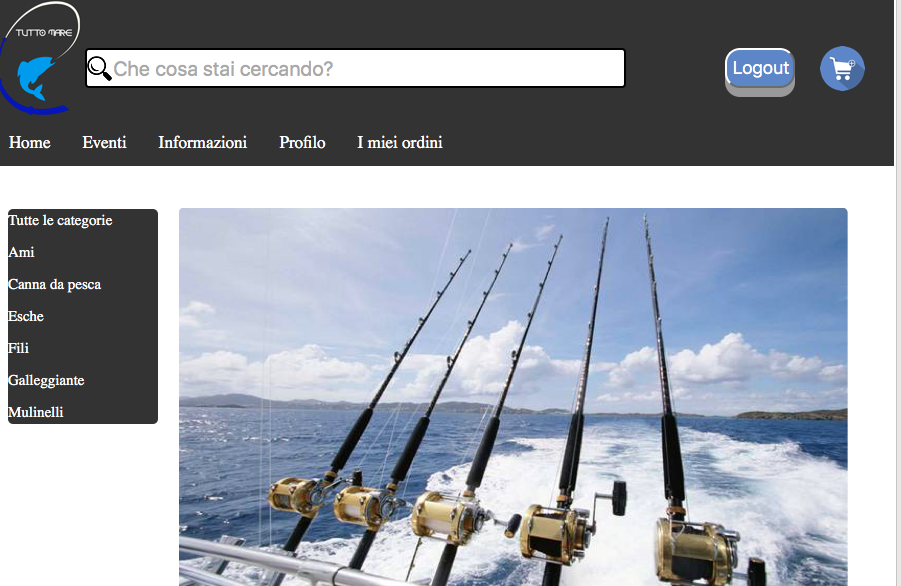 TUTTO MARE
Che cosa stai cercando?
Logout
Home Eventi Informazioni Profilo I miei ordini
Tutte le categorie
Ami
Canna da pesca
Esche
Fili
Galleggiante
Mulinelli